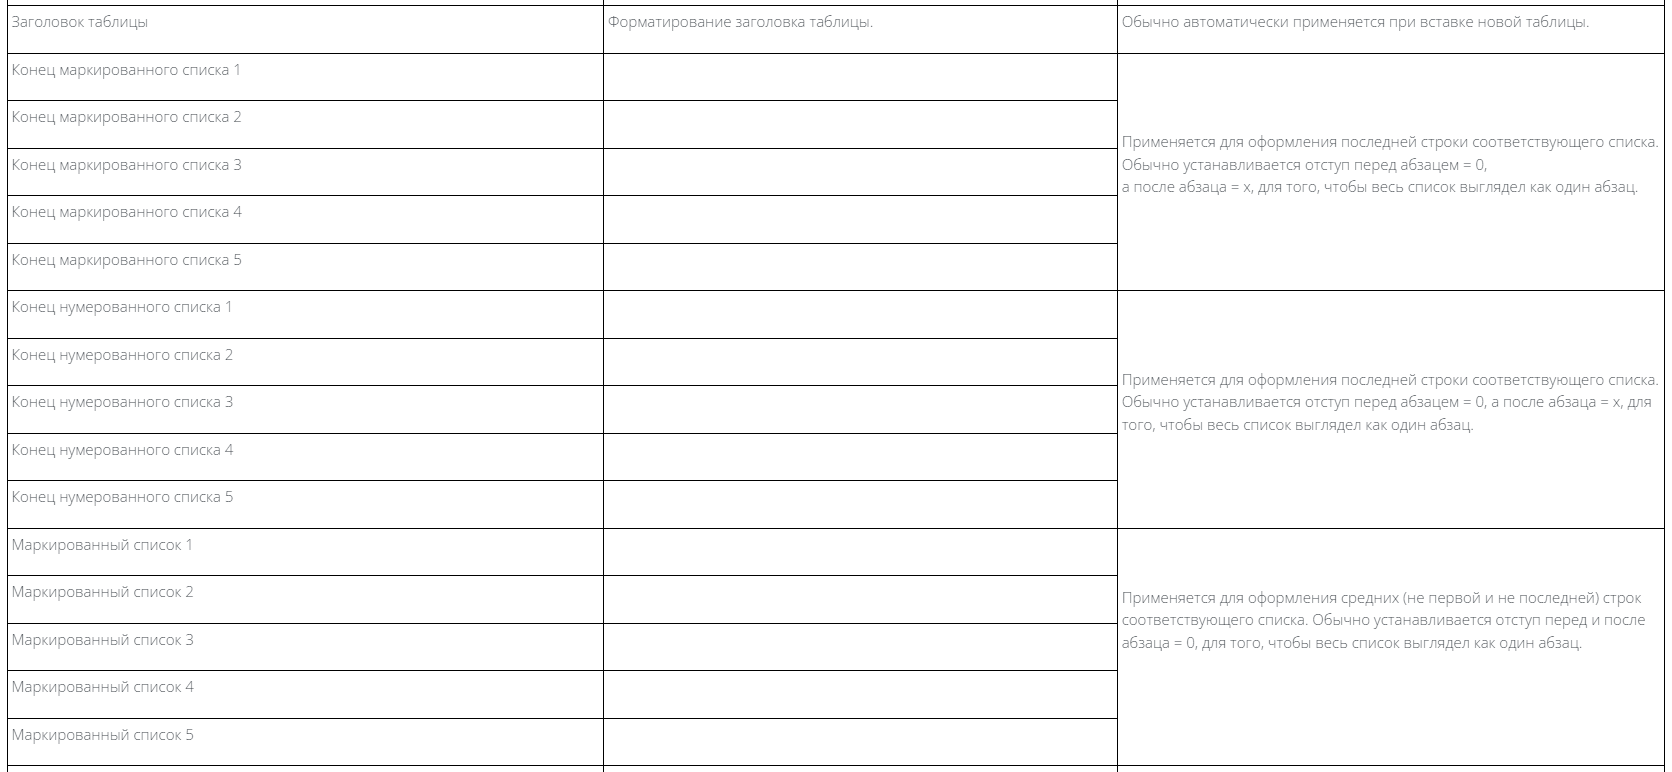 Заголовок таблицы
Форматирование заголовка таблицы.
Обычно автоматически применяется при вставке новой таблицы.
Конец маркированного списка 1
Конец маркированного списка 2
Конец маркированного списка 3
Конец маркированного списка 4
Конец маркированного списка 5
Применяется для оформления последней строки соответствующего списка.
Обычно устанавливается отступ перед абзацем = 0,
а после абзаца = x, для того, чтобы весь список выглядел как один абзац.
Конец нумерованного списка 1
Конец нумерованного списка 2
Конец нумерованного списка 3
Конец нумерованного списка 4
Конец нумерованного списка 5
Применяется для оформления последней строки соответствующего списка.
Обычно устанавливается отступ перед абзацем = 0, а после абзаца = x, для
того, чтобы весь список выглядел как один абзац.
Маркированный список 1
Маркированный список 2
Маркированный список 3
Маркированный список 4
Маркированный список 5
Применяется для оформления средних (не первой и не последней) строк
соответствующего списка. Обычно устанавливается отступ перед и после
абзаца = 0, для того, чтобы весь список выглядел как один абзац.